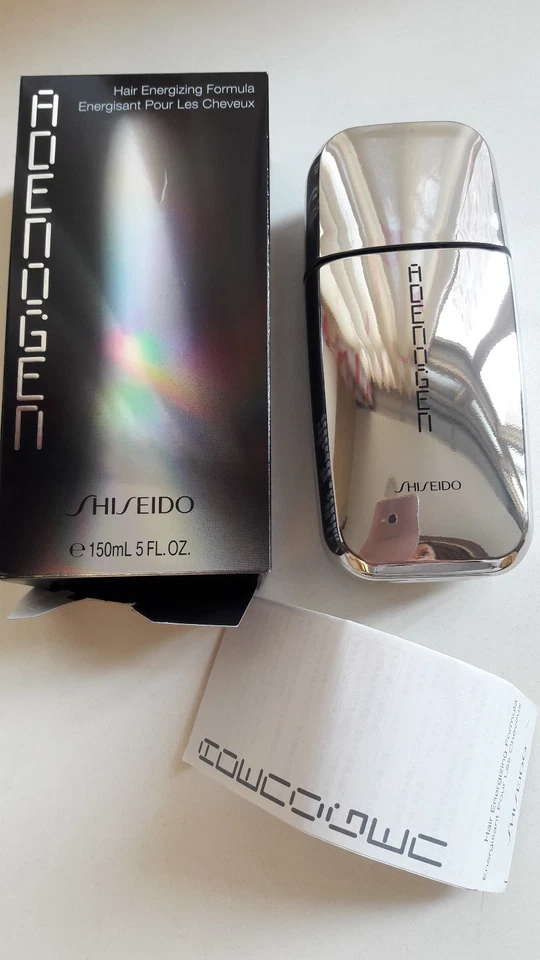 Hair Energizing Formula
Energisant Pour Les Cheveux
ADENOGEN
SHISEIDO
e 150mL 5 FL. OZ.
ADENOGEN
SHISEIDO
ADENOGEN
Hair Energizing Formula
Energisant Pour Les Cheveux
SHISEIDO